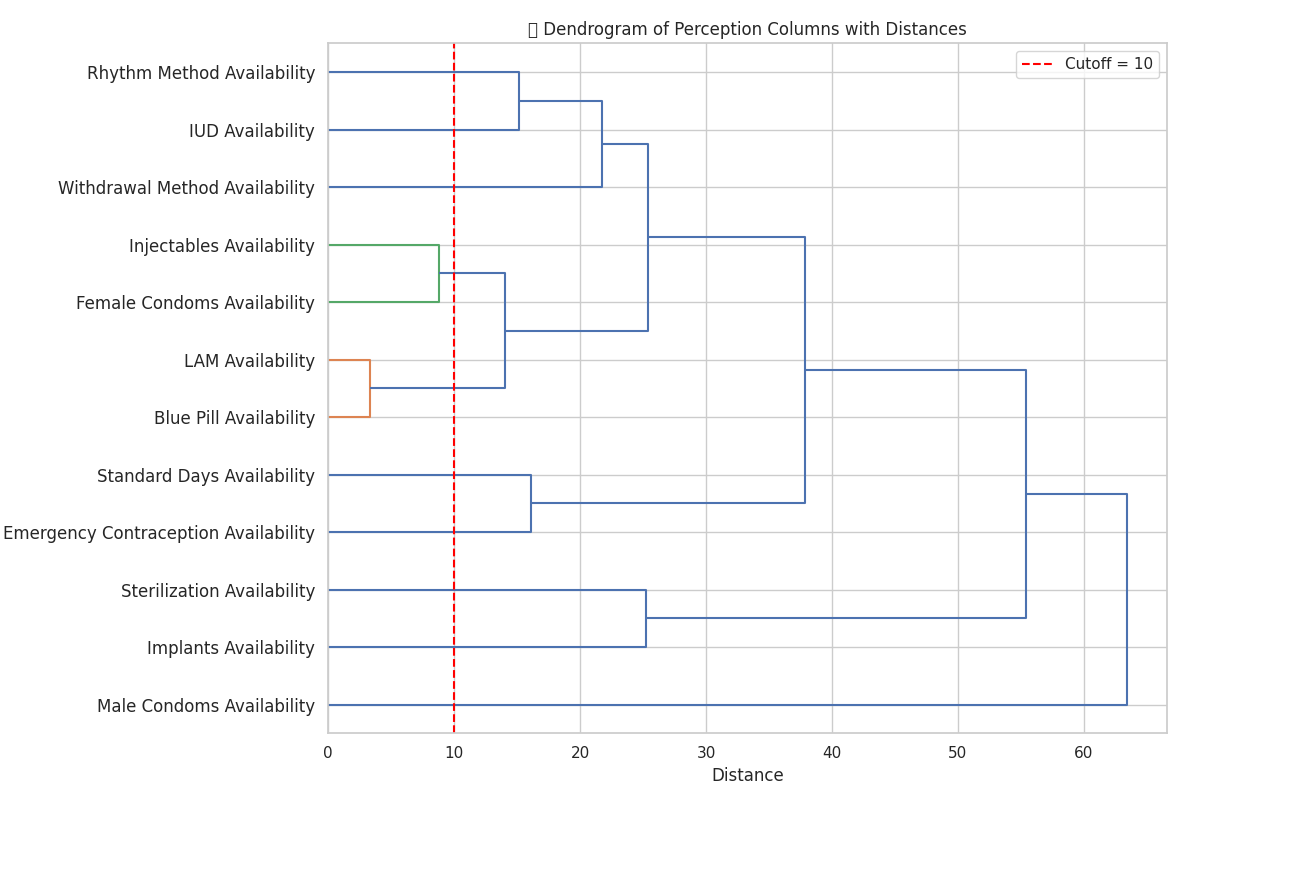 ▯ Dendrogram of Perception Columns with Distances
Cutoff = 10
Rhythm Method Availability
IUD Availability
Withdrawal Method Availability
Injectables Availability
Female Condoms Availability
LAM Availability
Blue Pill Availability
Standard Days Availability
Emergency Contraception Availability
Sterilization Availability
Implants Availability
Male Condoms Availability
0 10 20 30 40 50 60
Distance